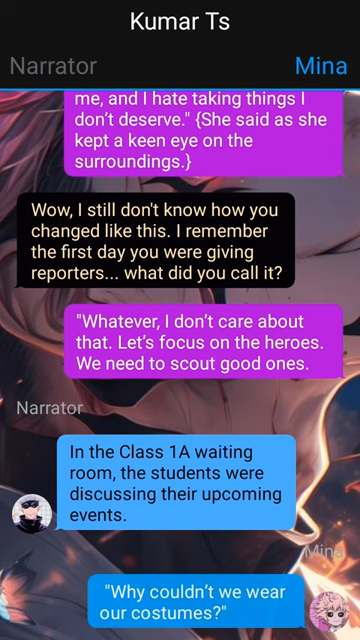 Kumar Ts
Narrator
Mina
me, and I hate taking things I
don't deserve." {She said as she
kept a keen eye on the
surroundings.}
Wow, I still don't know how you
changed like this. I remember
the first day you were giving
reporters... what did you call it?
"Whatever, I don't care about
that. Let's focus on the heroes.
We need to scout good ones.
Narrator
In the Class 1A waiting
room, the students were
discussing their upcoming
events.
Mina
"Why couldn't we wear
our costumes?"